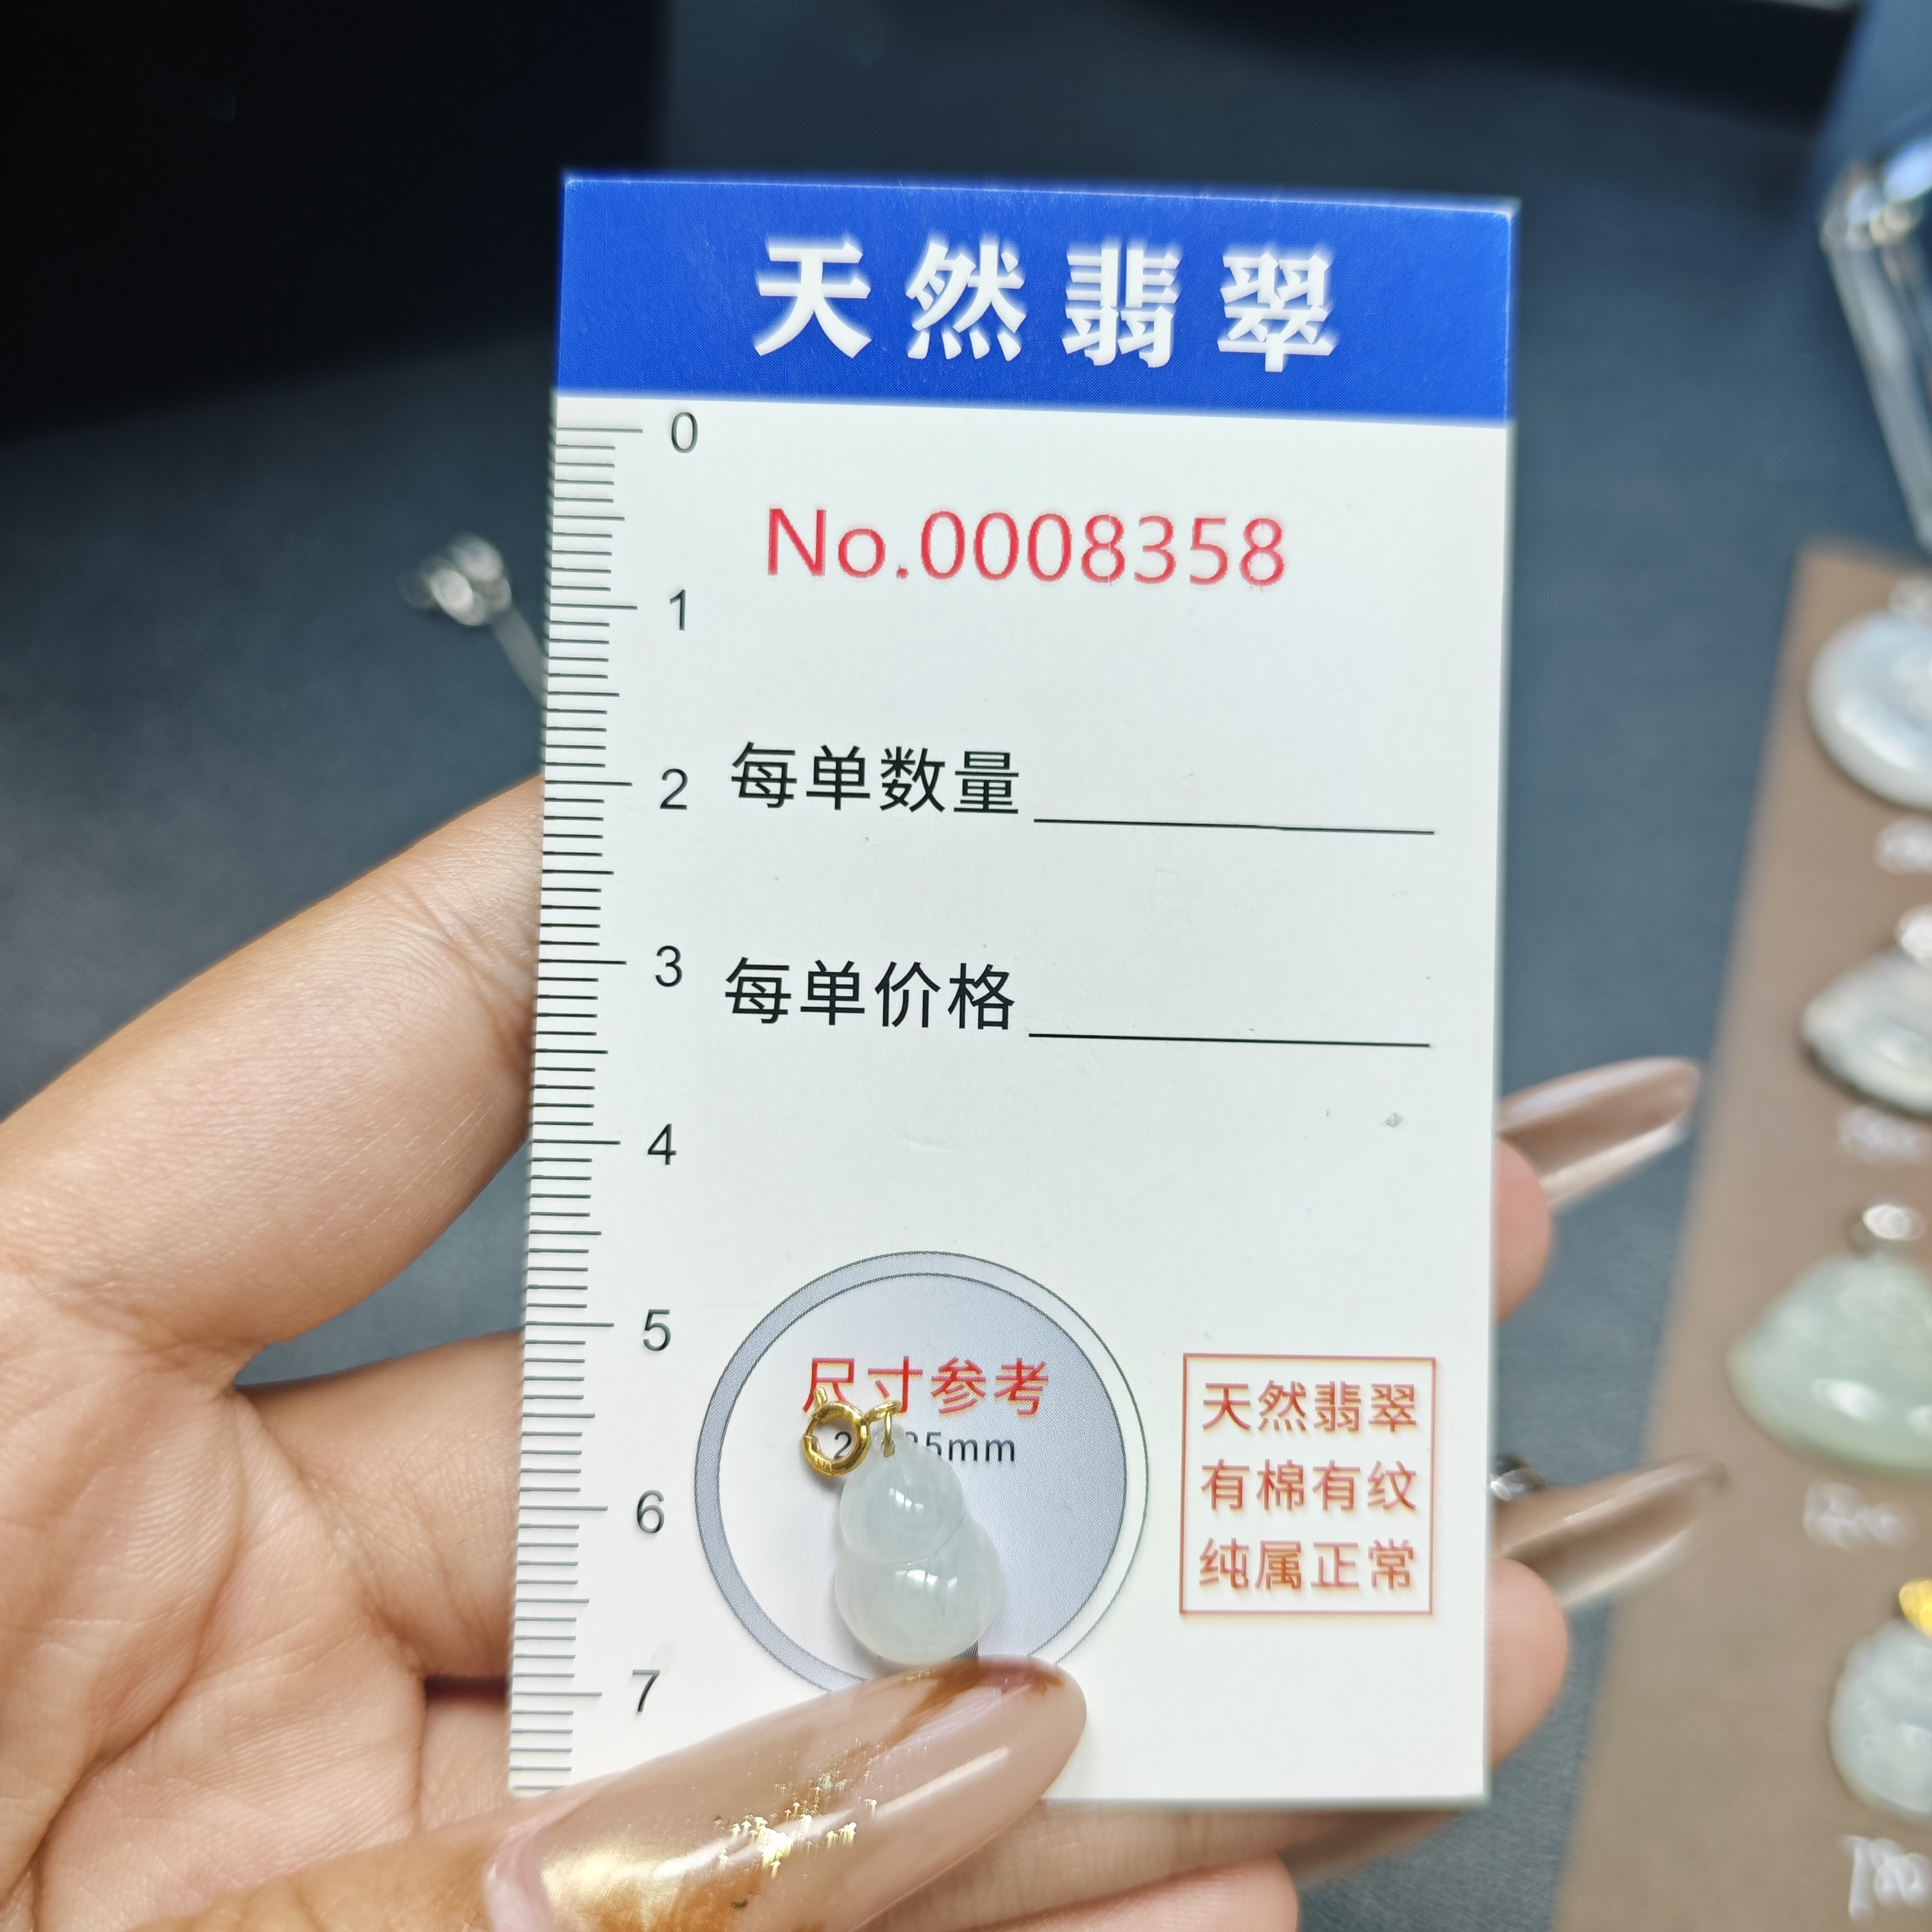 天然翡翠
0
No.0008358
1
2
每单数量
3
每单价格
4
5
尺寸参考
5mm
6
天然翡翠
有棉有纹
纯属正常
7